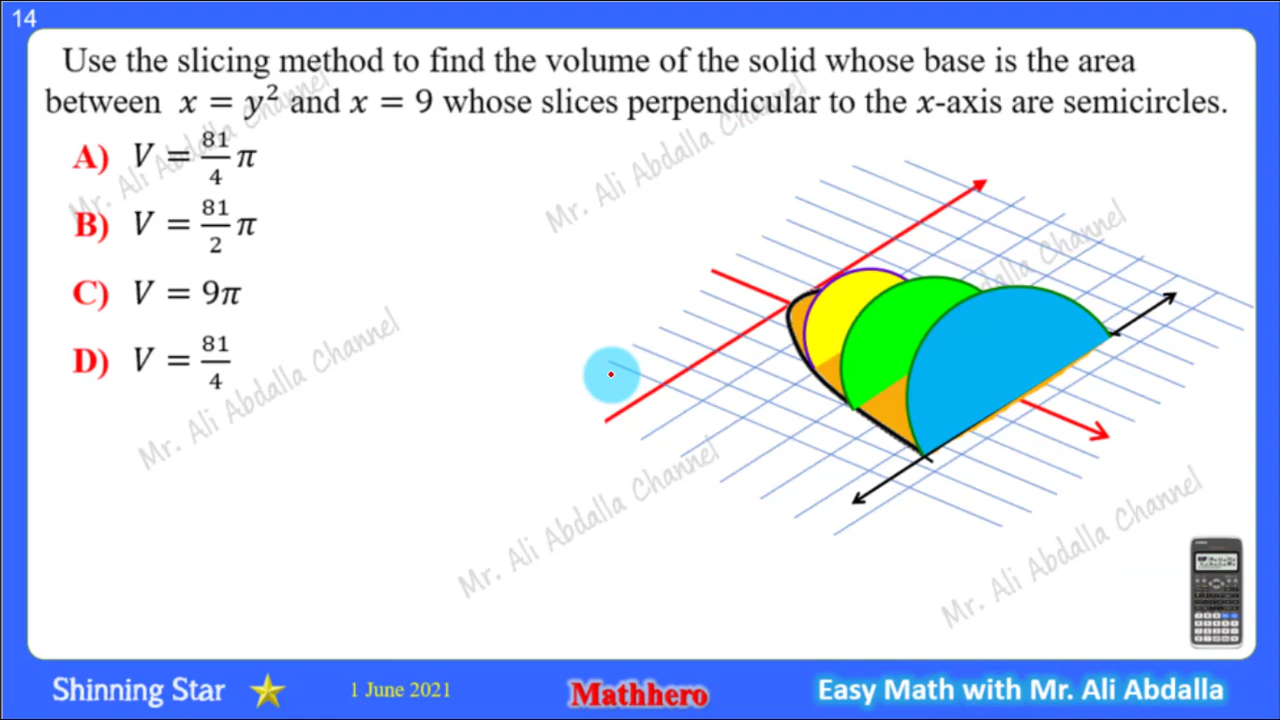 14
Use the slicing method to find the volume of the solid whose base is the area
between x = y² and x = 9 whose slices perpendicular to the x-axis are semicircles.
A) V = 81/4 π
B) V = 81/2 π
C) V = 9π
D) V = 81/4
Mr. Ali Abdalla Channel
Mr. Ali Abdalla Channel
Mr. Ali Abdalla Channel
Mr. Ali Abdalla Channel
Mr. Ali Abdalla Channel
dalla Channel
Shinning Star
1 June 2021
Mathhero
Easy Math with Mr. Ali Abdalla